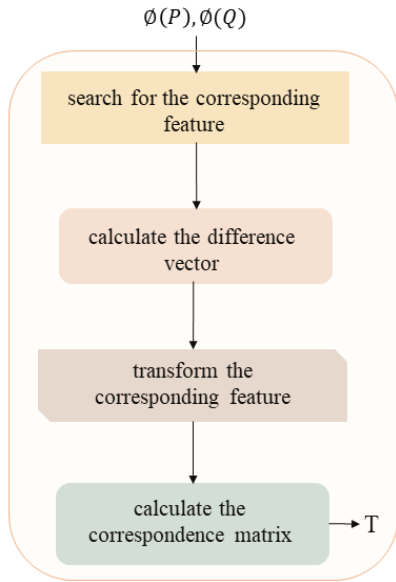 ∅(P), ∅(Q)
search for the corresponding
feature
calculate the difference
vector
transform the
corresponding feature
calculate the
correspondence matrix
T